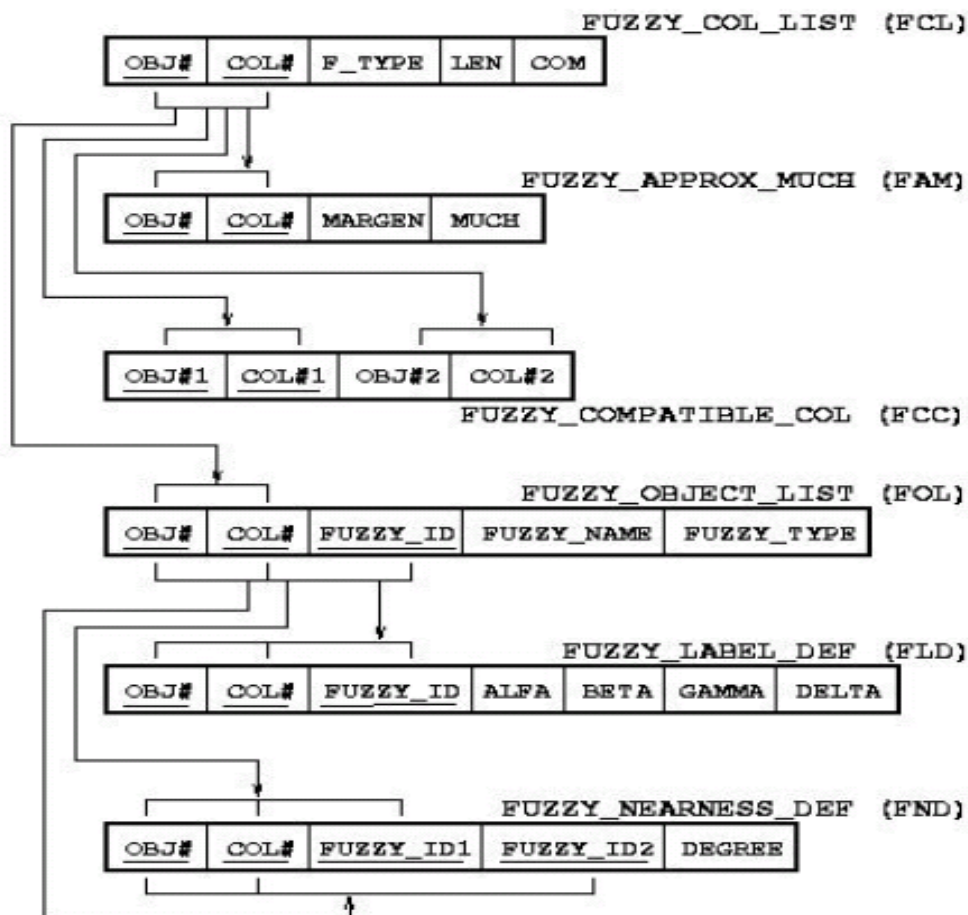 FUZZY_COL_LIST (FCL)
OBJ# COL# F_TYPE LEN COM
FUZZY_APPROX_MUCH (FAM)
OBJ# COL# MARGEN MUCH
OBJ#1 COL#1 OBJ#2 COL#2
FUZZY_COMPATIBLE_COL (FCC)
FUZZY_OBJECT_LIST (FOL)
OBJ# COL# FUZZY_ID FUZZY_NAME FUZZY_TYPE
FUZZY_LABEL_DEF (FLD)
OBJ# COL# FUZZY_ID ALFA BETA GAMMA DELTA
FUZZY_NEARNESS_DEF (FND)
OBJ# COL# FUZZY_ID1 FUZZY_ID2 DEGREE